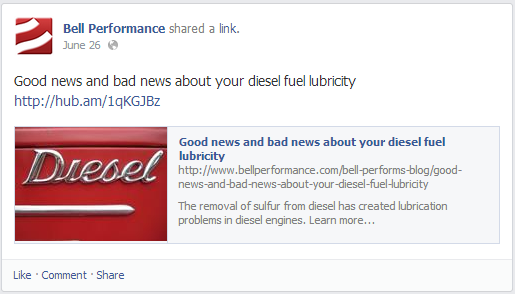 Bell Performance shared a link.
June 26
Good news and bad news about your diesel fuel lubricity
http://hub.am/1qKGJBz
Diesel
Good news and bad news about your diesel fuel
lubricity
http://www.bellperformance.com/bell-performs-blog/good-
news-and-bad-news-about-your-diesel-fuel-lubricity
The removal of sulfur from diesel has created lubrication
problems in diesel engines. Learn more...
Like · Comment · Share